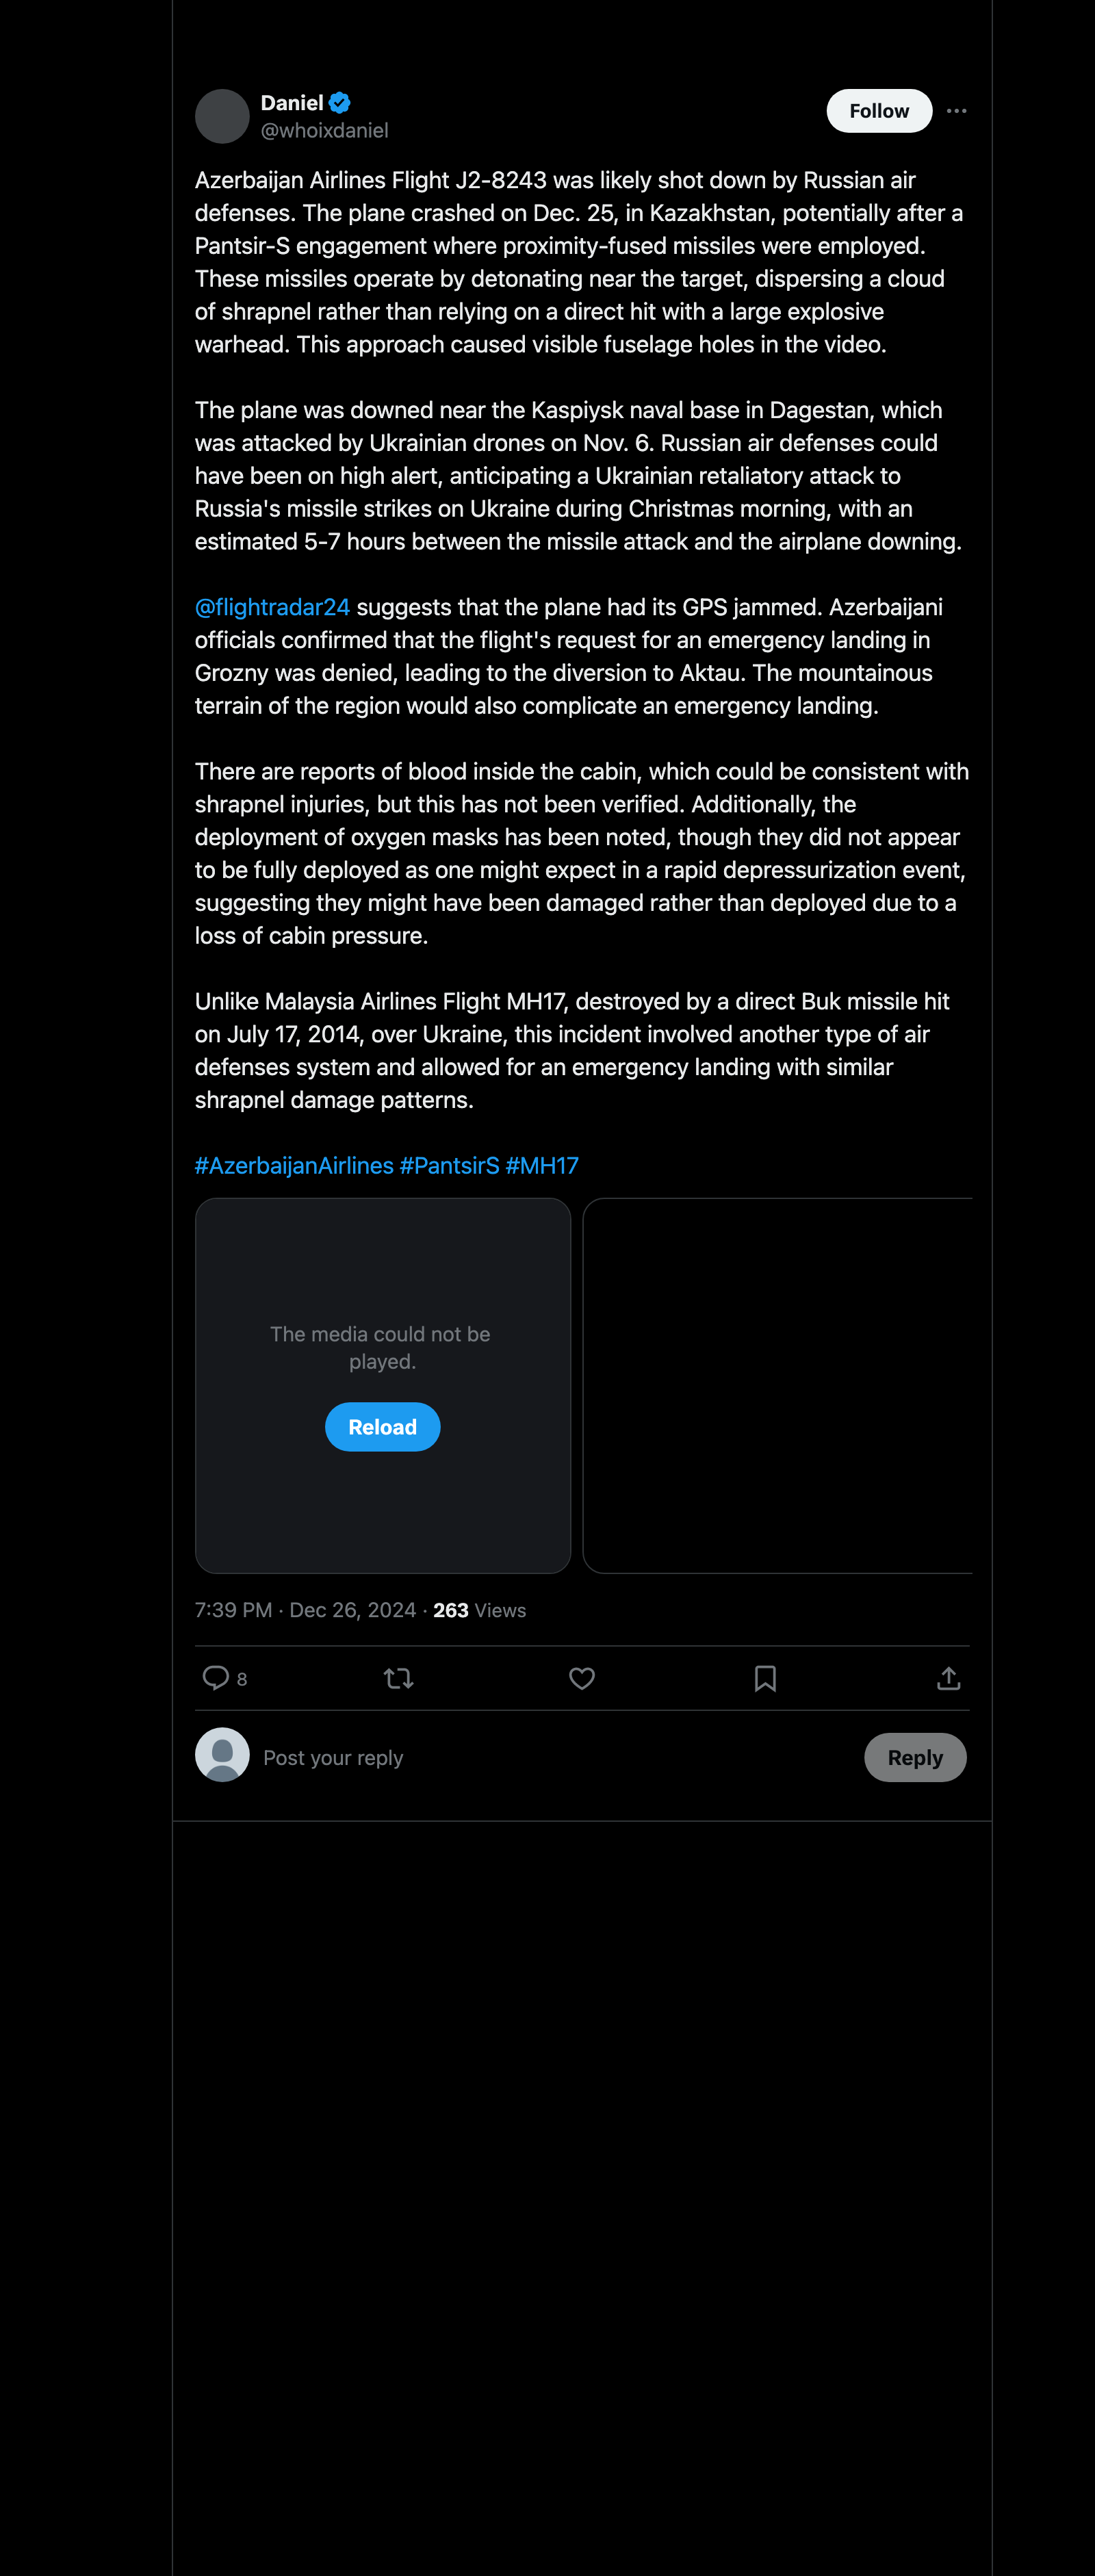 Daniel
Follow
@whoixdaniel
Azerbaijan Airlines Flight J2-8243 was likely shot down by Russian air
defenses. The plane crashed on Dec. 25, in Kazakhstan, potentially after a
Pantsir-S engagement where proximity-fused missiles were employed.
These missiles operate by detonating near the target, dispersing a cloud
of shrapnel rather than relying on a direct hit with a large explosive
warhead. This approach caused visible fuselage holes in the video.
The plane was downed near the Kaspiysk naval base in Dagestan, which
was attacked by Ukrainian drones on Nov. 6. Russian air defenses could
have been on high alert, anticipating a Ukrainian retaliatory attack to
Russia's missile strikes on Ukraine during Christmas morning, with an
estimated 5-7 hours between the missile attack and the airplane downing.
@flightradar24 suggests that the plane had its GPS jammed. Azerbaijani
officials confirmed that the flight's request for an emergency landing in
Grozny was denied, leading to the diversion to Aktau. The mountainous
terrain of the region would also complicate an emergency landing.
There are reports of blood inside the cabin, which could be consistent with
shrapnel injuries, but this has not been verified. Additionally, the
deployment of oxygen masks has been noted, though they did not appear
to be fully deployed as one might expect in a rapid depressurization event,
suggesting they might have been damaged rather than deployed due to a
loss of cabin pressure.
Unlike Malaysia Airlines Flight MH17, destroyed by a direct Buk missile hit
on July 17, 2014, over Ukraine, this incident involved another type of air
defenses system and allowed for an emergency landing with similar
shrapnel damage patterns.
#AzerbaijanAirlines #PantsirS #MH17
The media could not be
played.
Reload
7:39 PM · Dec 26, 2024 · 263 Views
8
Post your reply
Reply